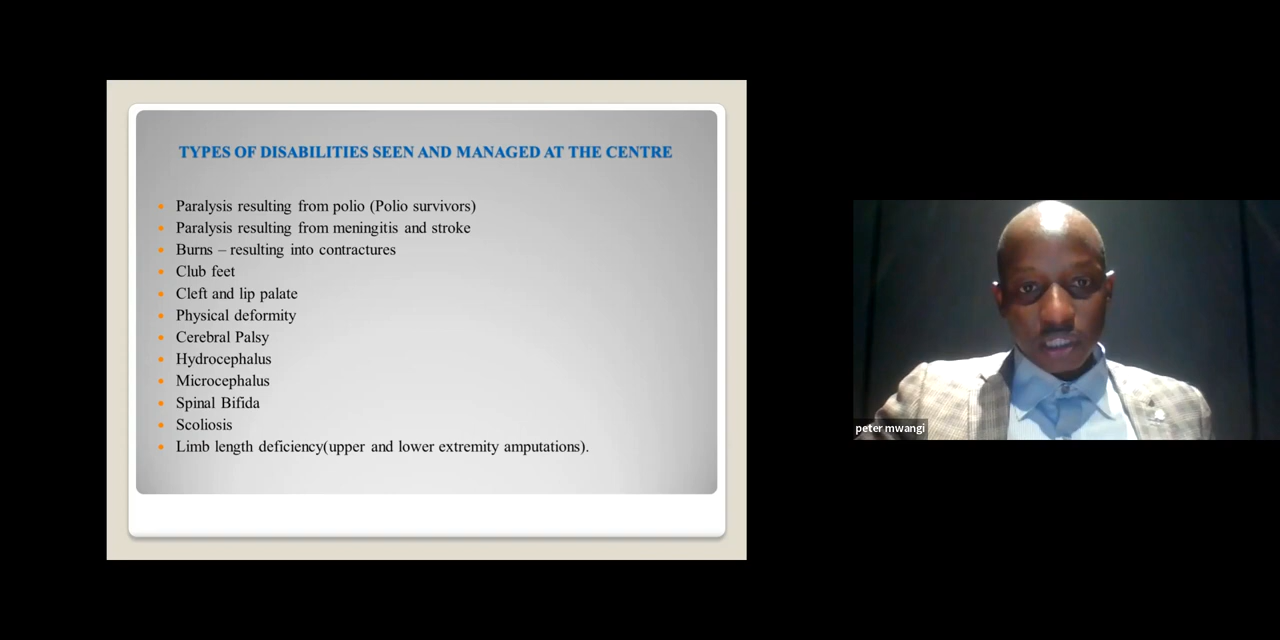 TYPES OF DISABILITIES SEEN AND MANAGED AT THE CENTRE
Paralysis resulting from polio (Polio survivors)
Paralysis resulting from meningitis and stroke
Burns – resulting into contractures
Club feet
Cleft and lip palate
Physical deformity
Cerebral Palsy
Hydrocephalus
Microcephalus
Spinal Bifida
Scoliosis
Limb length deficiency(upper and lower extremity amputations).
peter mwangi